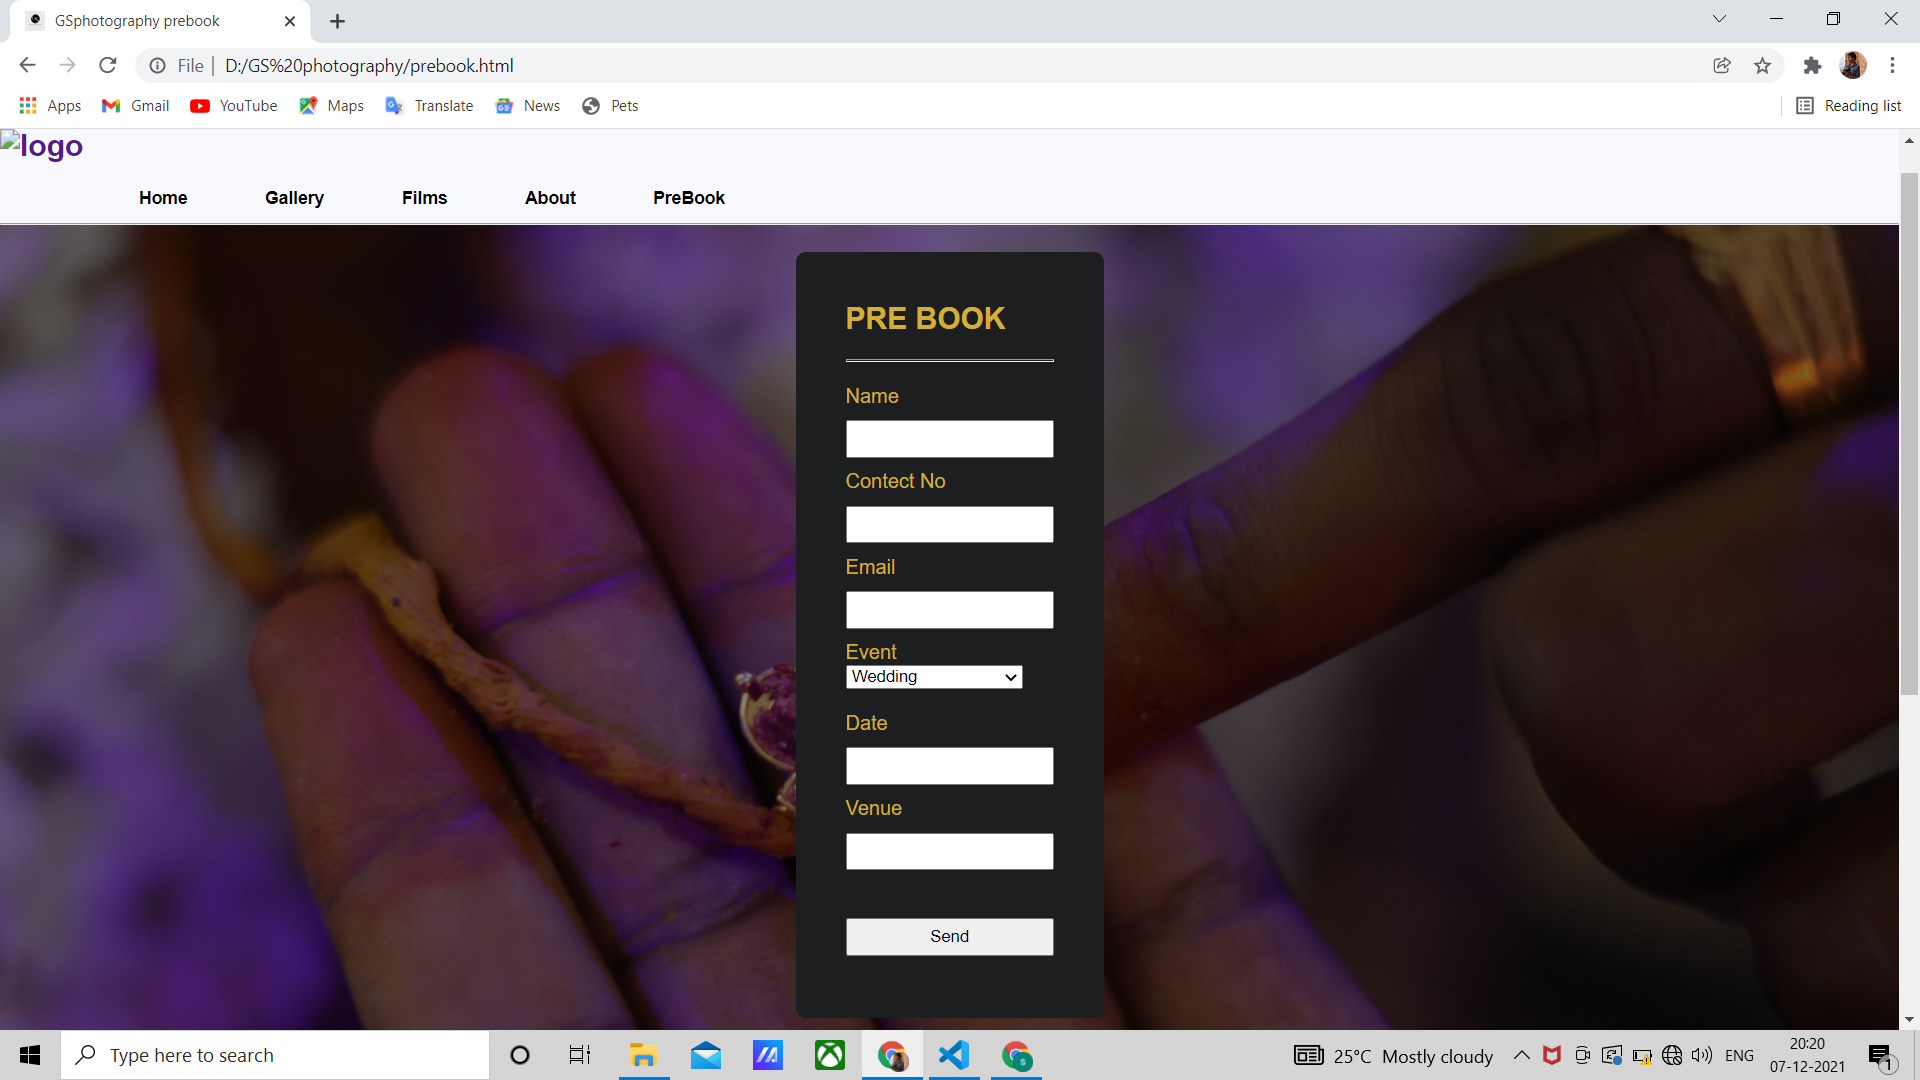 GSphotography prebook
File
D:/GS%20photography/prebook.html
Apps
Gmail
YouTube
Maps
Translate
News
Pets
Reading list
logo
Home
Gallery
Films
About
PreBook
PRE BOOK
Name
Contect No
Email
Event
Wedding
Date
Venue
Send
Type here to search
25°C Mostly cloudy
ENG
20:20
07-12-2021
1